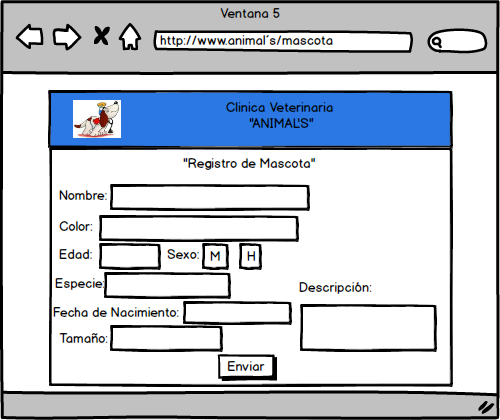 Ventana 5
http://www.animal´s/mascota
Clinica Veterinaria
"ANIMAL'S"
"Registro de Mascota"
Nombre:
Color:
Edad: Sexo: M H
Especie:
Descripción:
Fecha de Nacimiento:
Tamaño:
Enviar